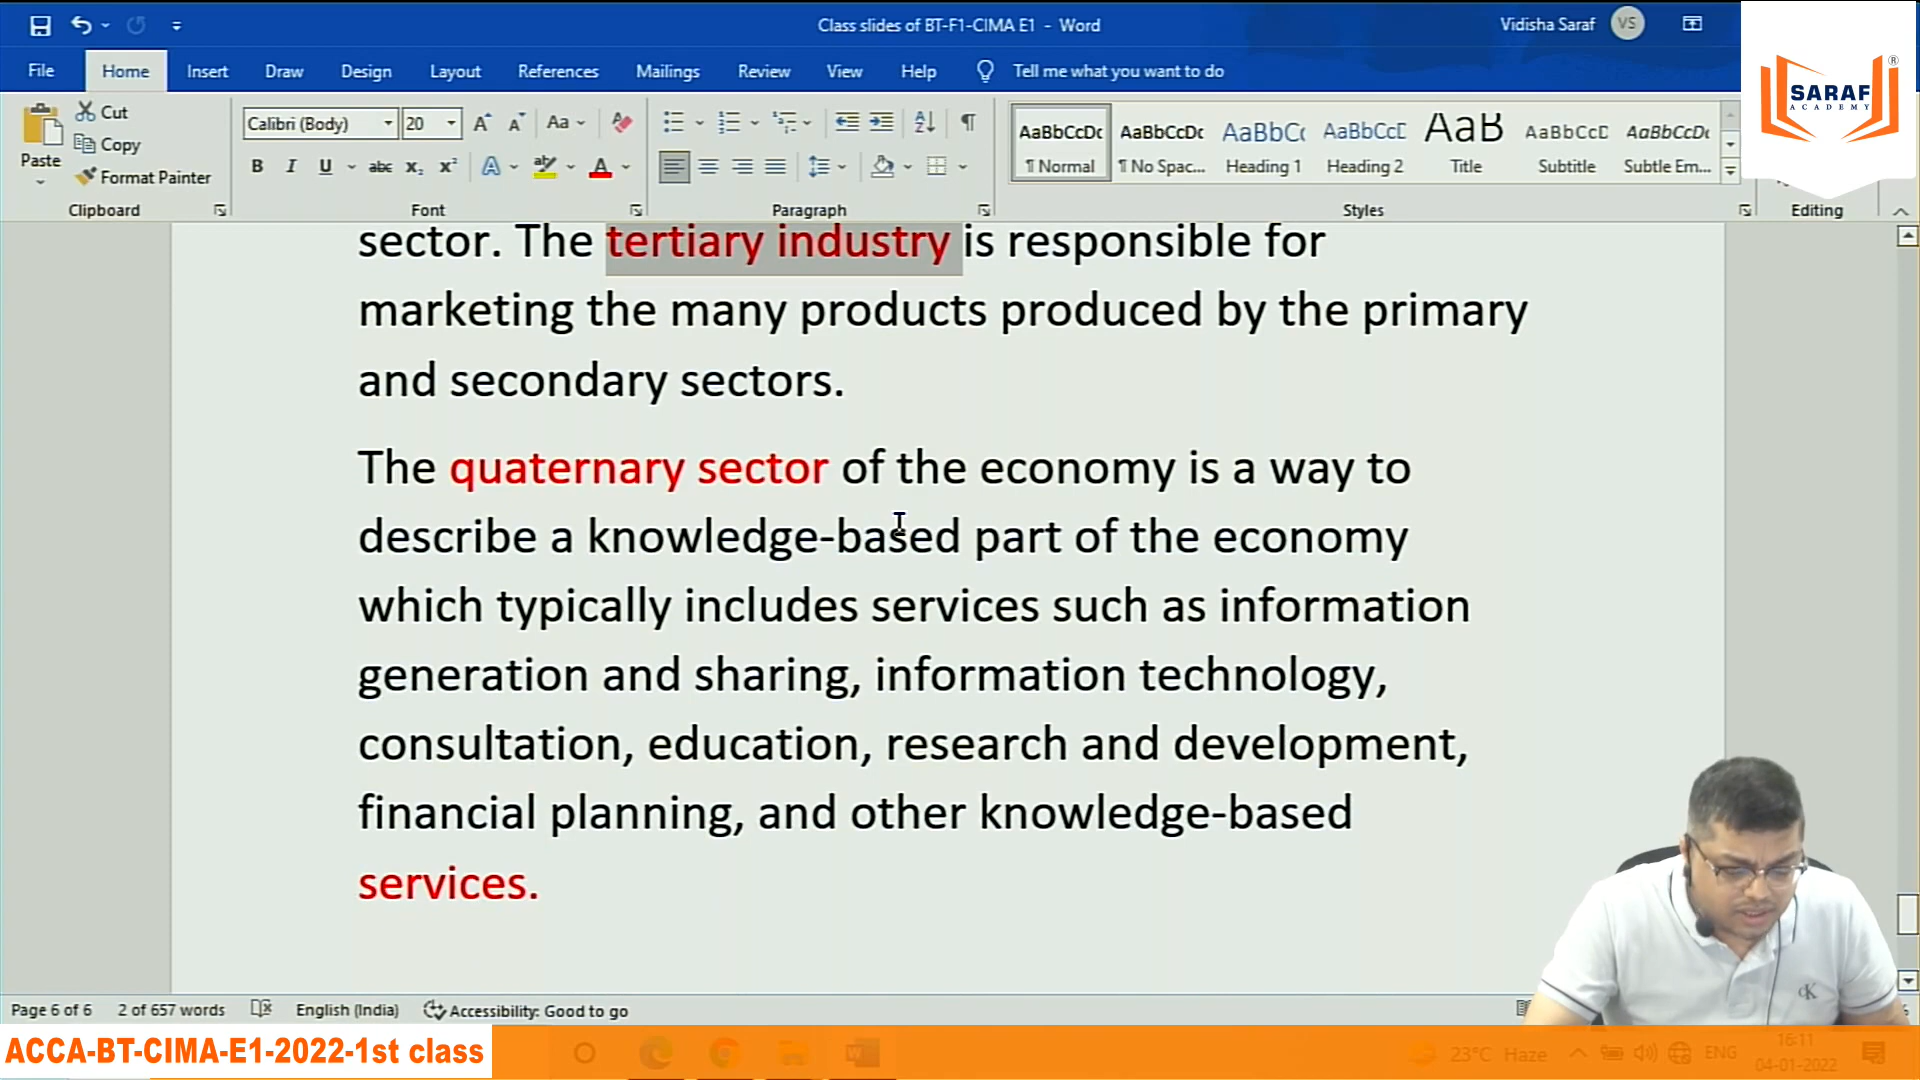 Class slides of BT-F1-CIMA E1 - Word
Vidisha Saraf VS
File Home Insert Draw Design Layout References Mailings Review View Help Tell me what you want to do
SARAF
ACADEMY
®
Paste
Cut
Copy
Format Painter
Clipboard
Calibri (Body) 20
Font
Paragraph
AaBbCcDc AaBbCcDc AaBbC AaBbCcD AaB AaBbCcD AaBbCcDc
¶ Normal ¶ No Spac... Heading 1 Heading 2 Title Subtitle Subtle Em...
Styles
Editing
sector. The tertiary industry is responsible for
marketing the many products produced by the primary
and secondary sectors.
The quaternary sector of the economy is a way to
describe a knowledge-based part of the economy
which typically includes services such as information
generation and sharing, information technology,
consultation, education, research and development,
financial planning, and other knowledge-based
services.
cK
Page 6 of 6 2 of 657 words English (India) Accessibility: Good to go
ACCA-BT-CIMA-E1-2022-1st class
23°C Haze ENG
16:11
04-01-2022